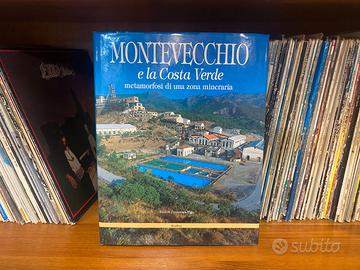 MONTEVECCHIO
e la Costa Verde
metamorfosi di una zona mineraria
subito